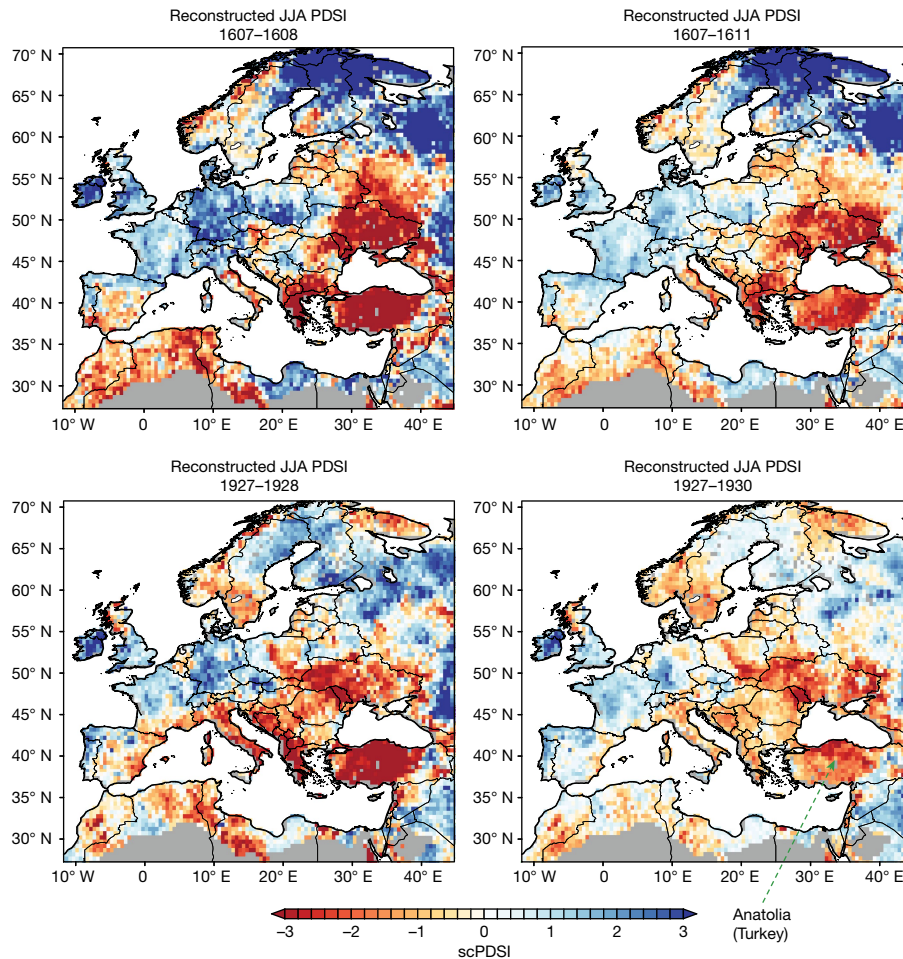 Reconstructed JJA PDSI
1607–1608
Reconstructed JJA PDSI
1607–1611
70° N
65° N
60° N
55° N
50° N
45° N
40° N
35° N
30° N
10° W 0 10° E 20° E 30° E 40° E
70° N
65° N
60° N
55° N
50° N
45° N
40° N
35° N
30° N
10° W 0 10° E 20° E 30° E 40° E
Reconstructed JJA PDSI
1927–1928
Reconstructed JJA PDSI
1927–1930
70° N
65° N
60° N
55° N
50° N
45° N
40° N
35° N
30° N
10° W 0 10° E 20° E 30° E 40° E
70° N
65° N
60° N
55° N
50° N
45° N
40° N
35° N
30° N
10° W 0 10° E 20° E 30° E 40° E
−3 −2 −1 0 1 2 3
scPDSI
Anatolia
(Turkey)